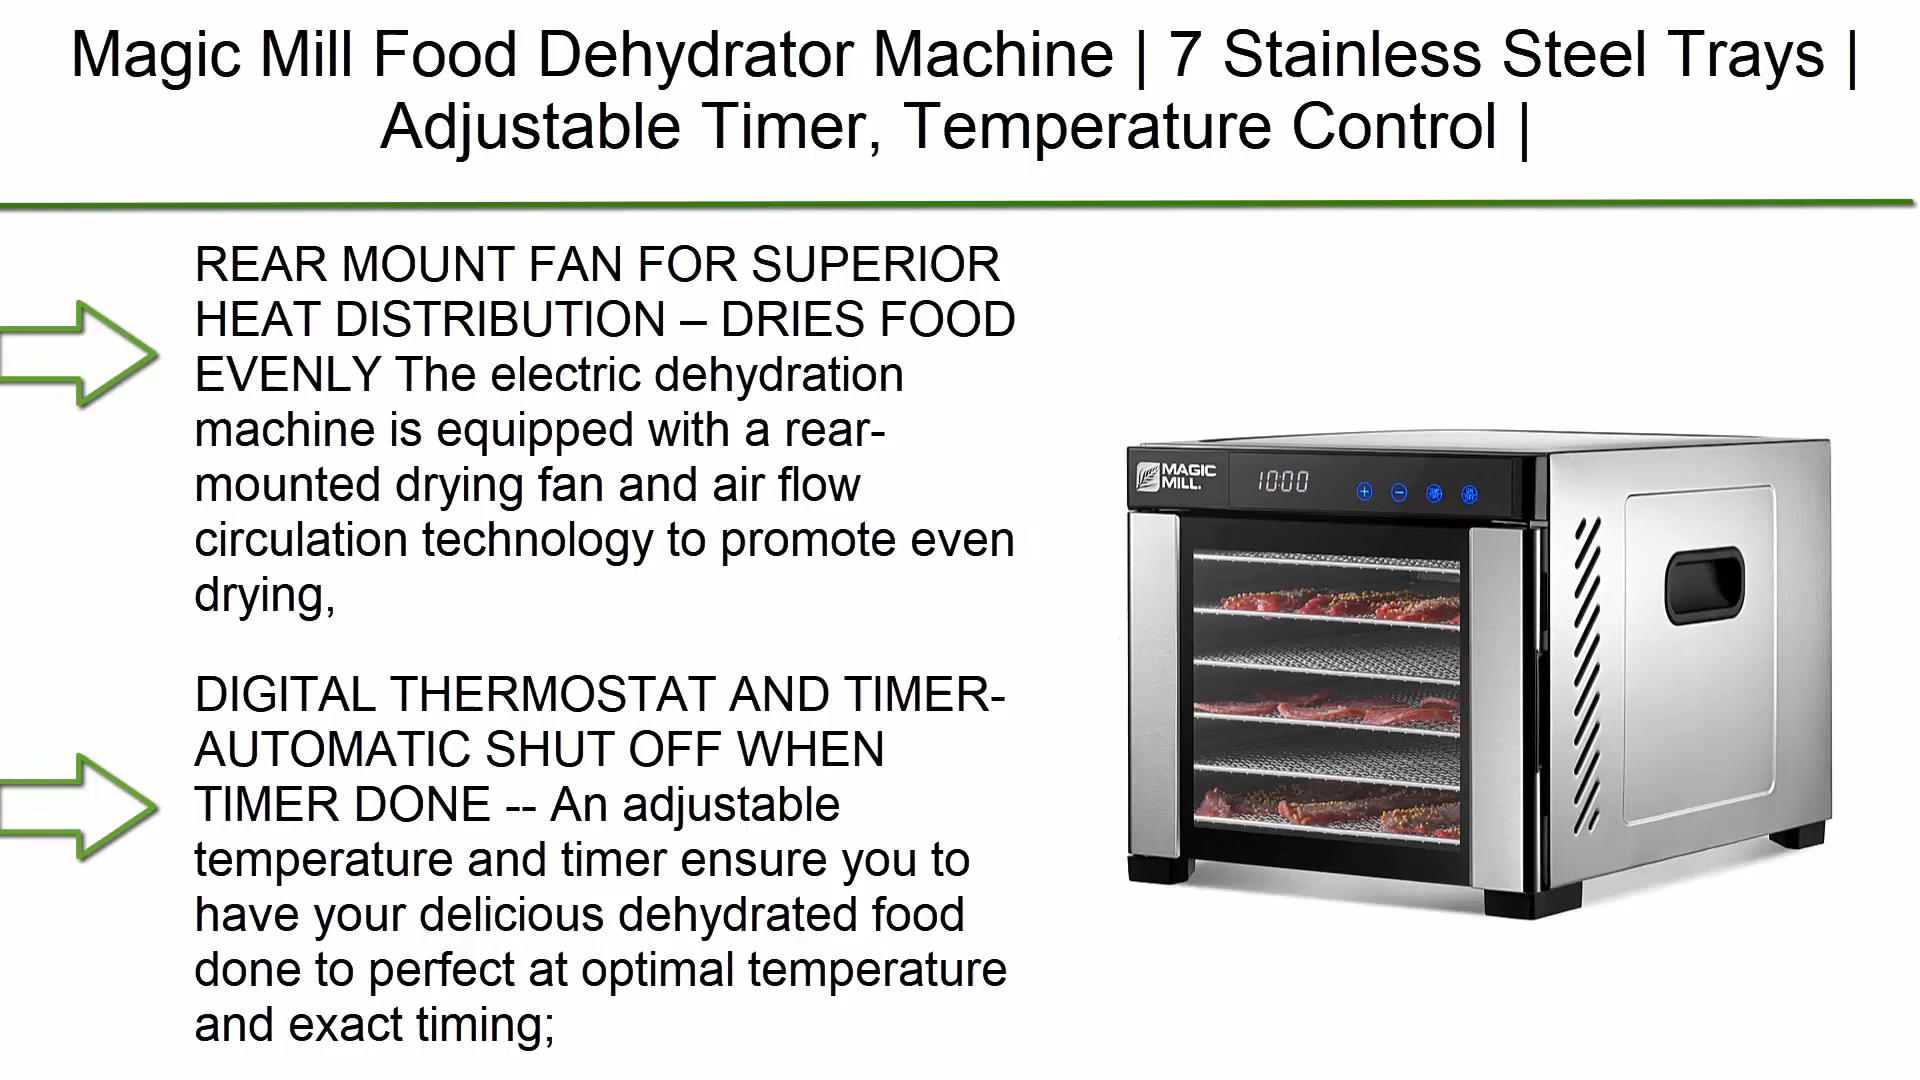 Magic Mill Food Dehydrator Machine | 7 Stainless Steel Trays |
Adjustable Timer, Temperature Control |
REAR MOUNT FAN FOR SUPERIOR
HEAT DISTRIBUTION – DRIES FOOD
EVENLY The electric dehydration
machine is equipped with a rear-
mounted drying fan and air flow
circulation technology to promote even
drying,
DIGITAL THERMOSTAT AND TIMER-
AUTOMATIC SHUT OFF WHEN
TIMER DONE -- An adjustable
temperature and timer ensure you to
have your delicious dehydrated food
done to perfect at optimal temperature
and exact timing;
MAGIC
MILL.
10:00
+ −